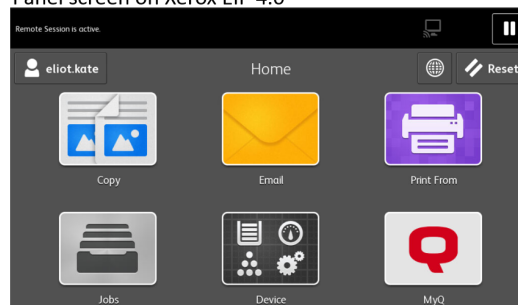 Panel screen on Xerox EIP 4.0
Remote Session is active.
eliot.kate
Home
Reset
Copy
Email
Print From
Jobs
Device
MyQ